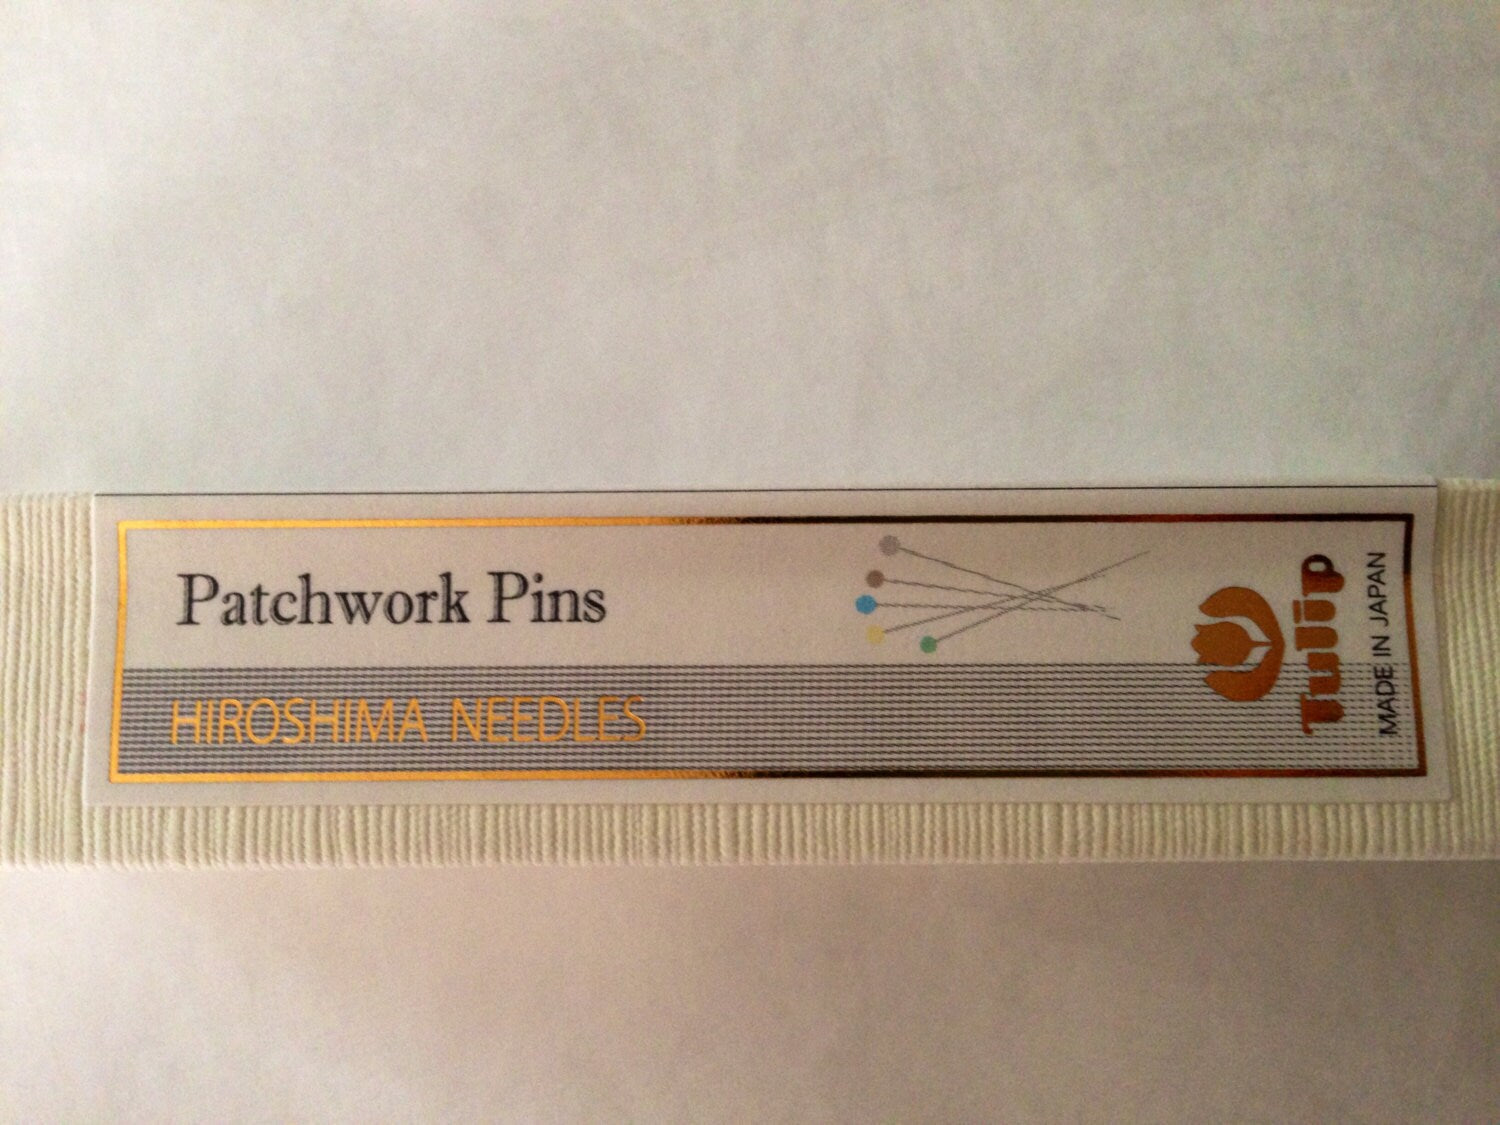 Patchwork Pins
HIROSHIMA NEEDLES
Tulip
MADE IN JAPAN